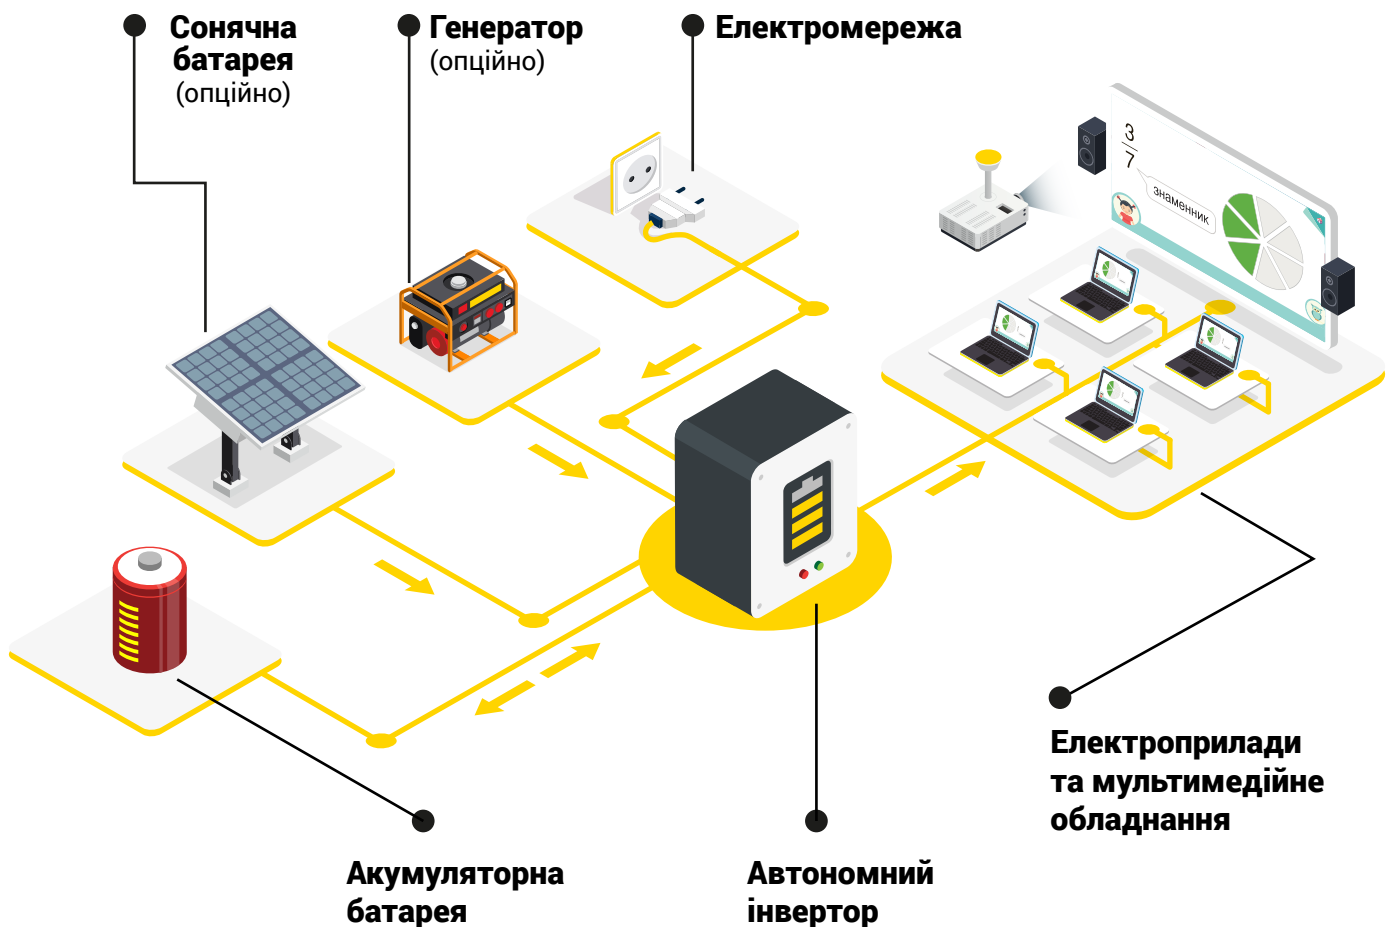 Сонячна
батарея
(опційно)
Генератор
(опційно)
Електромережа
3
7
знаменник
Електроприлади
та мультимедійне
обладнання
Акумуляторна
батарея
Автономний
інвертор